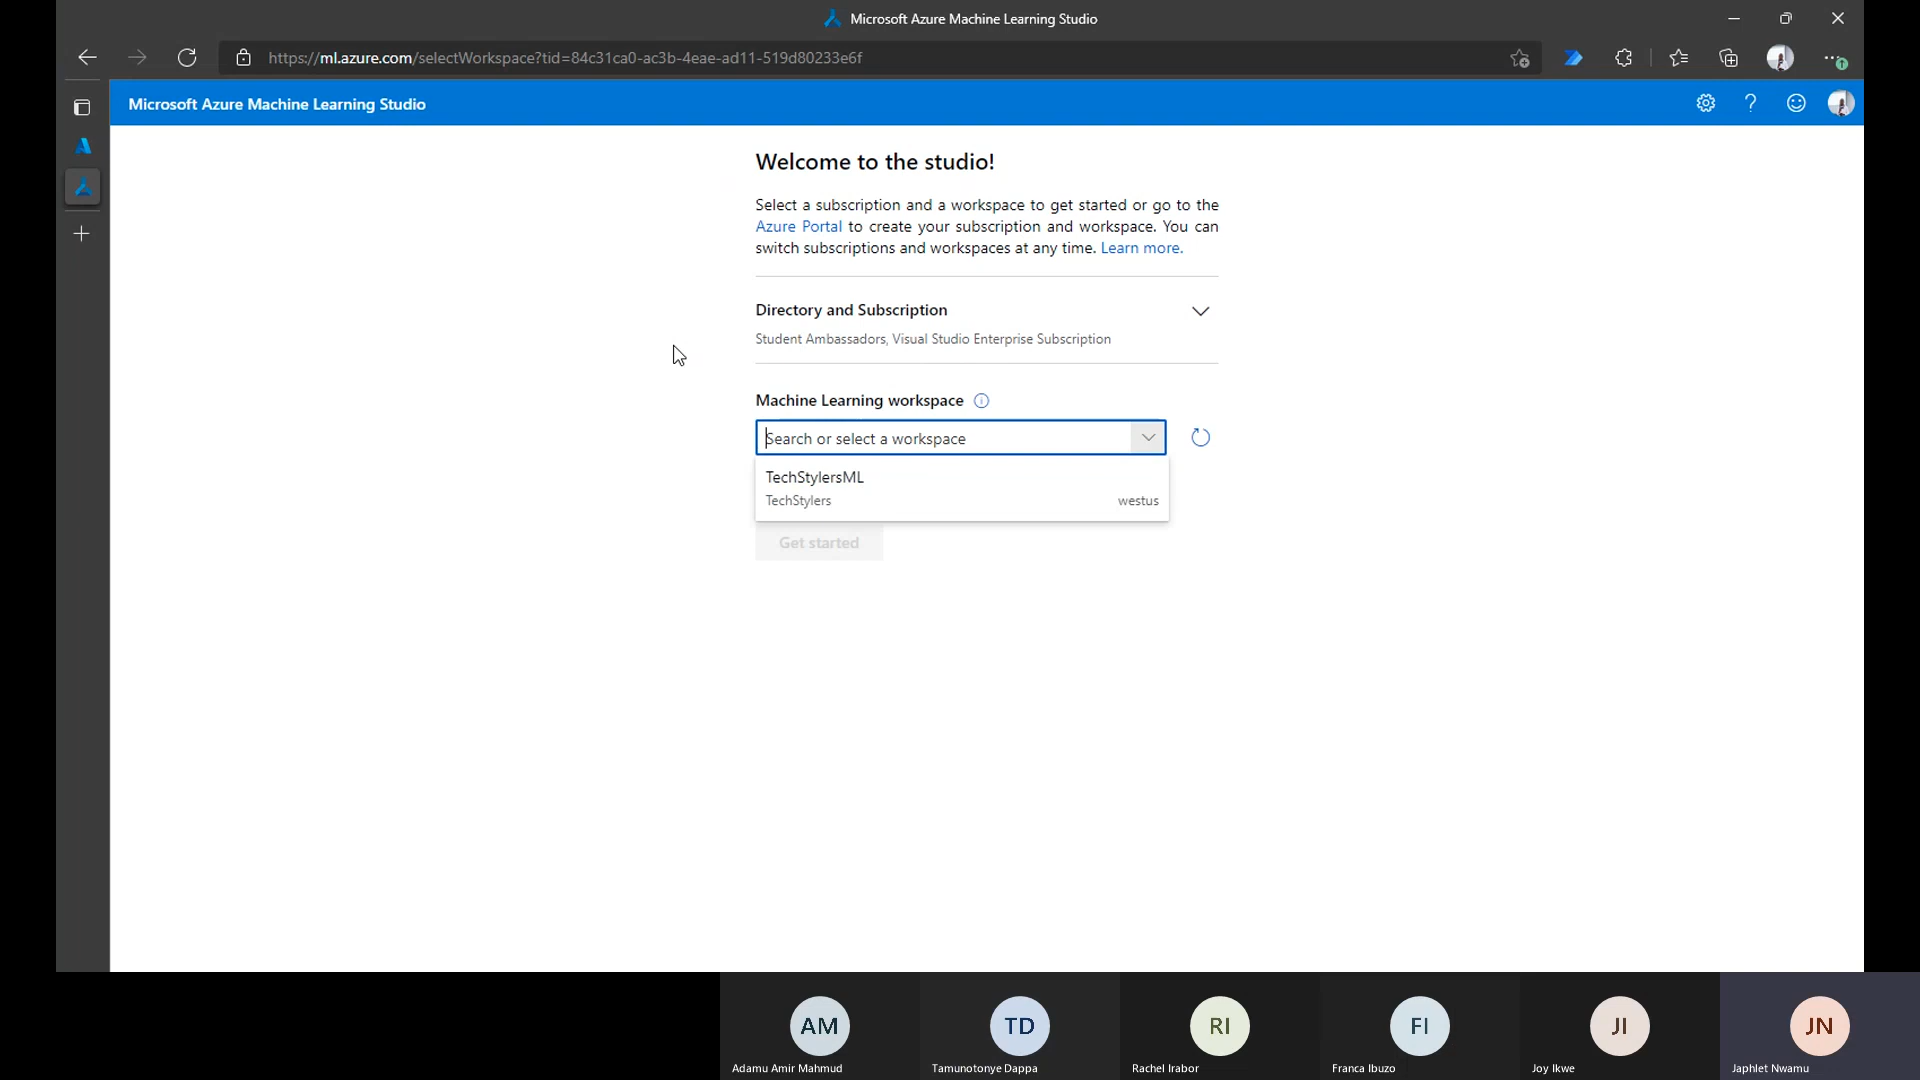 Microsoft Azure Machine Learning Studio
https://ml.azure.com/selectWorkspace?tid=84c31ca0-ac3b-4eae-ad11-519d80233e6f
Microsoft Azure Machine Learning Studio
Welcome to the studio!
Select a subscription and a workspace to get started or go to the
Azure Portal to create your subscription and workspace. You can
switch subscriptions and workspaces at any time. Learn more.
Directory and Subscription
Student Ambassadors, Visual Studio Enterprise Subscription
Machine Learning workspace
Search or select a workspace
TechStylersML
TechStylers westus
Get started
AM TD RI FI JI JN
Adamu Amir Mahmud Tamunotonye Dappa Rachel Irabor Franca Ibuzo Joy Ikwe Japhlet Nwamu